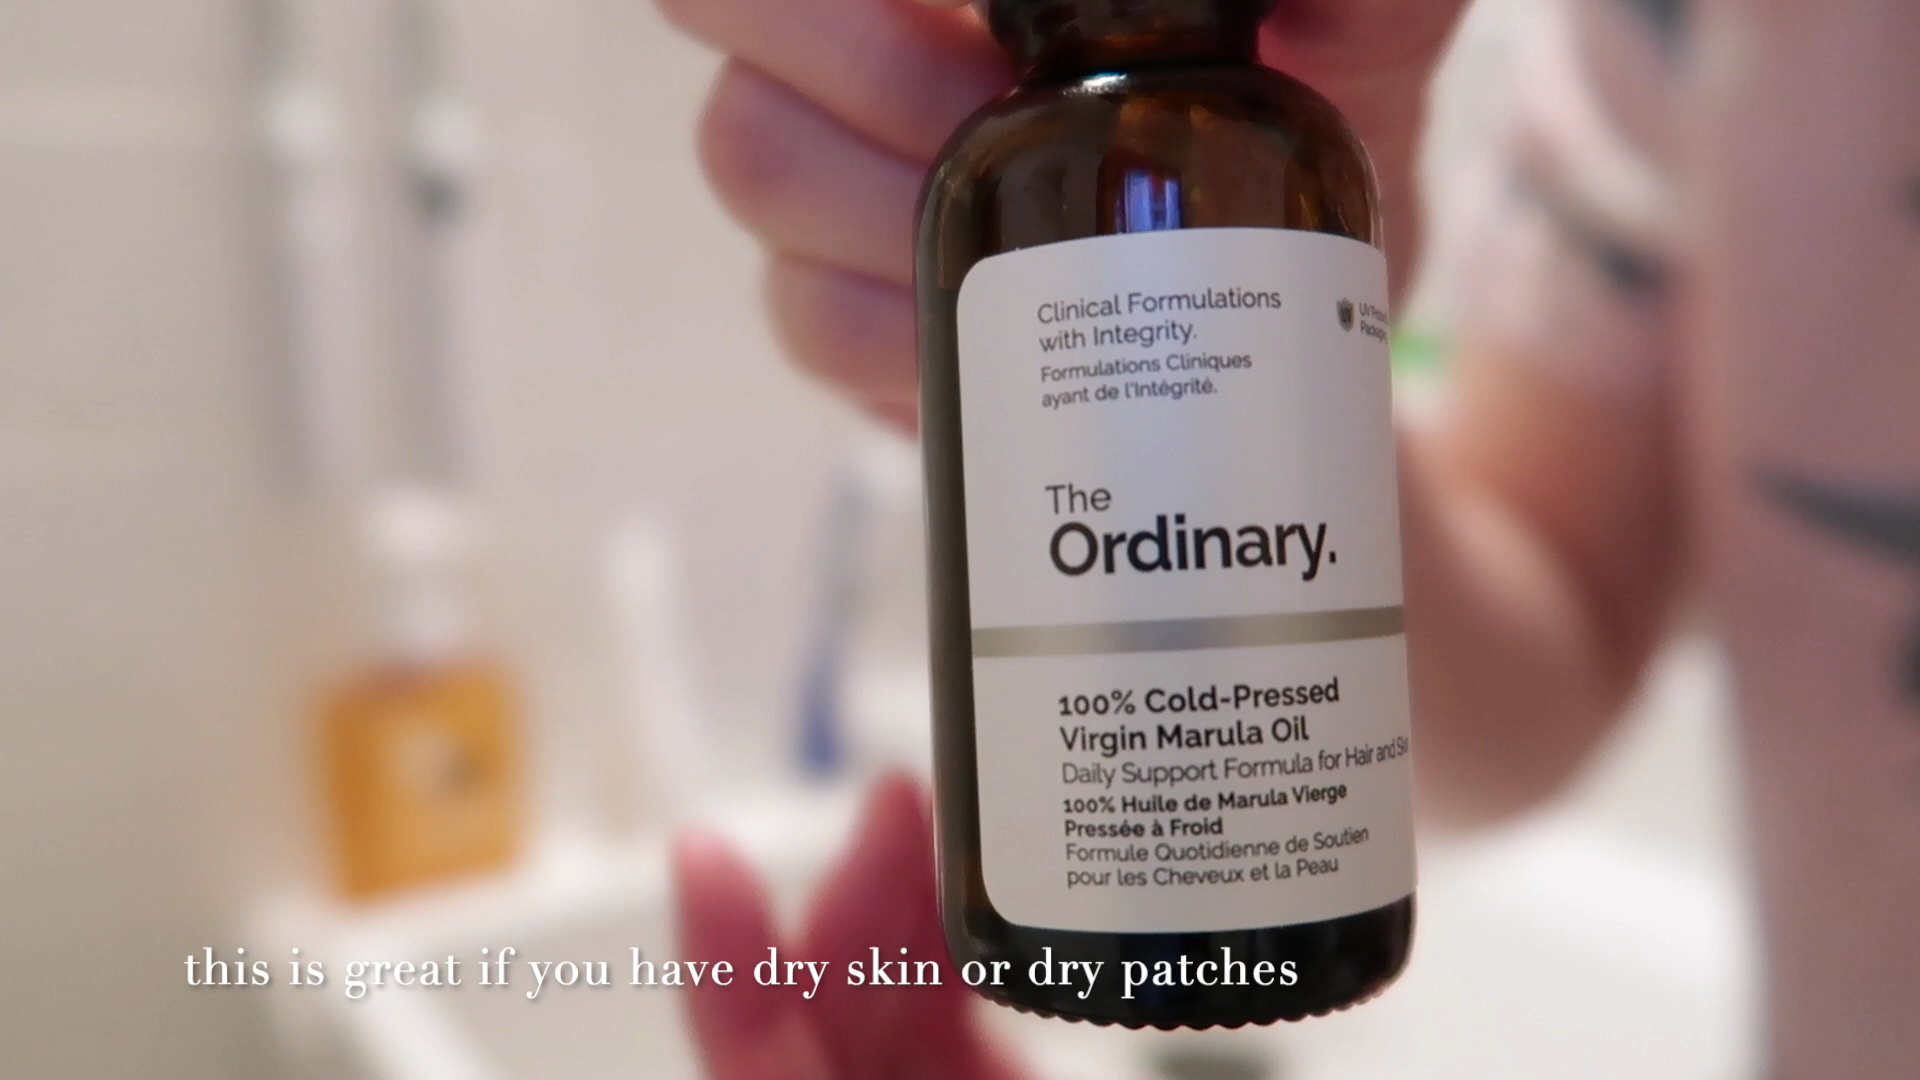 Clinical Formulations
with Integrity.
Formulations Cliniques
ayant de l'Intégrité.
UV
The
Ordinary.
100% Cold-Pressed
Virgin Marula Oil
Daily Support Formula for Hair and
100% Huile de Marula Vierge
Pressée à Froid
Formule Quotidienne de Soutien
pour les Cheveux et la Peau
this is great if you have dry skin or dry patches